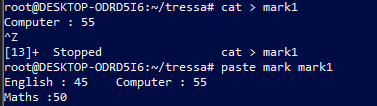 root@DESKTOP-ODRD5I6:~/tressa# cat > mark1
Computer : 55
^Z
[13]+  Stopped                 cat > mark1
root@DESKTOP-ODRD5I6:~/tressa# paste mark mark1
English : 45    Computer : 55
Maths :50